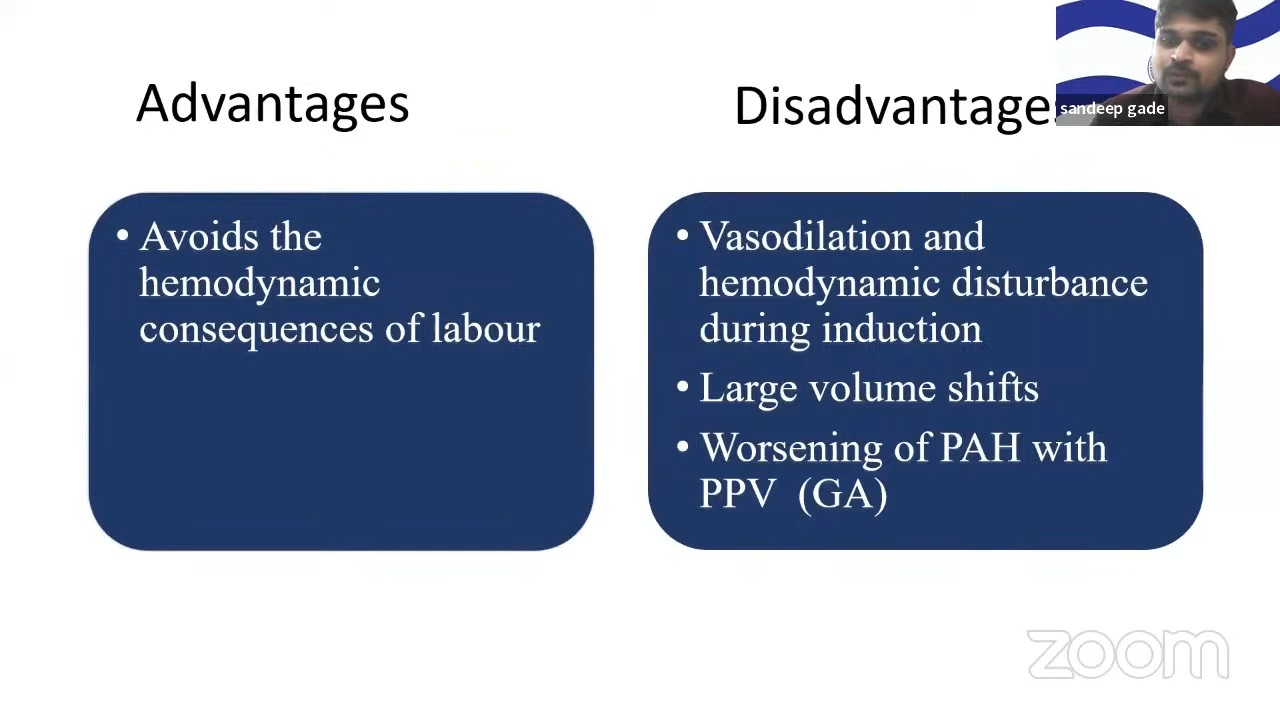 Advantages
Disadvantages
sandeep gade
• Avoids the
hemodynamic
consequences of labour
• Vasodilation and
hemodynamic disturbance
during induction
• Large volume shifts
• Worsening of PAH with
PPV (GA)
zoom